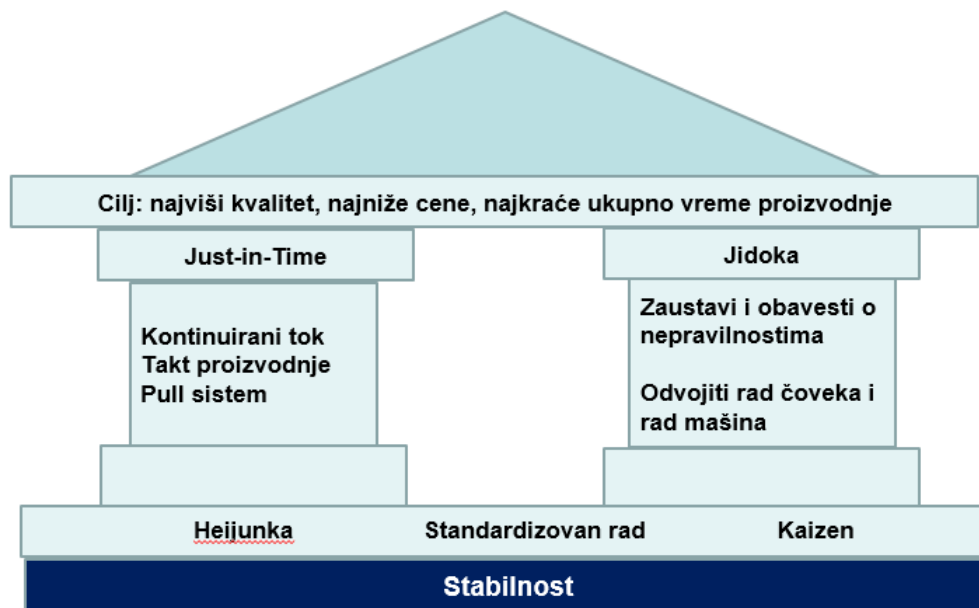 Cilj: najviši kvalitet, najniže cene, najkraće ukupno vreme proizvodnje
Just-in-Time
Kontinuirani tok
Takt proizvodnje
Pull sistem
Jidoka
Zaustavi i obavesti o
nepravilnostima
Odvojiti rad čoveka i
rad mašina
Heijunka Standardizovan rad Kaizen
Stabilnost